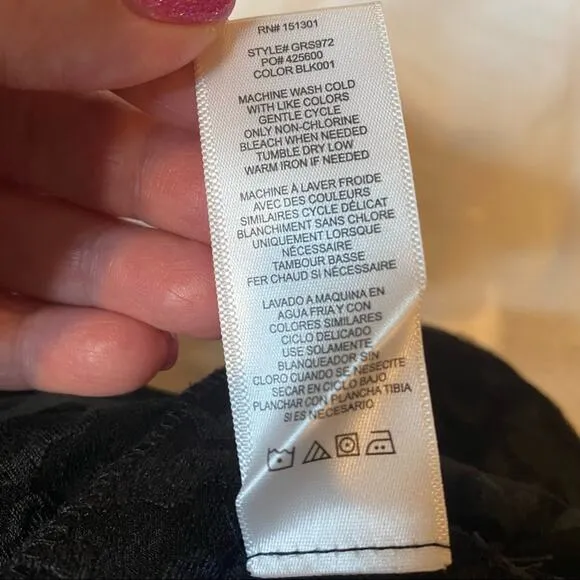 RN# 151301
STYLE# GRS972
PO# 425600
COLOR BLK001
MACHINE WASH COLD
WITH LIKE COLORS
GENTLE CYCLE
ONLY NON-CHLORINE
BLEACH WHEN NEEDED
TUMBLE DRY LOW
WARM IRON IF NEEDED
MACHINE À LAVER FROIDE
AVEC DES COULEURS
SIMILAIRES CYCLE DÉLICAT
BLANCHIMENT SANS CHLORE
UNIQUEMENT LORSQUE
NÉCESSAIRE
TAMBOUR BASSE
FER CHAUD SI NÉCESSAIRE
LAVADO A MAQUINA EN
AGUA FRIA Y CON
COLORES SIMILARES
CICLO DELICADO
USE SOLAMENTE
BLANQUEADOR SIN
CLORO CUANDO SE NESECITE
SECAR EN CICLO BAJO
PLANCHAR CON PLANCHA TIBIA
SI ES NECESARIO